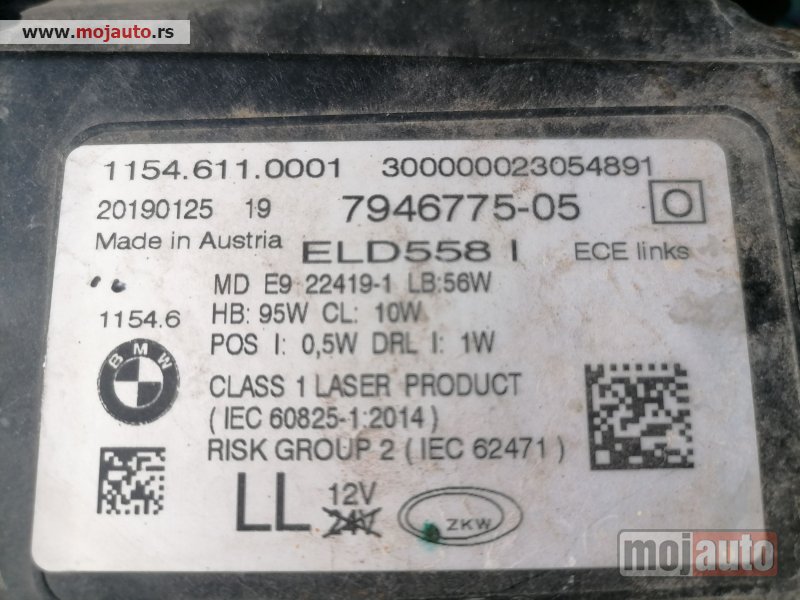 www.mojauto.rs
1154.611.0001 300000023054891
20190125 19 7946775-05 O
Made in Austria ELD558 I ECE links
MD E9 22419-1 LB:56W
1154.6 HB: 95W CL: 10W
POS I: 0,5W DRL I: 1W
BMW
CLASS 1 LASER PRODUCT
( IEC 60825-1:2014 )
RISK GROUP 2 ( IEC 62471 )
LL 12V
24V
ZKW
mojauto